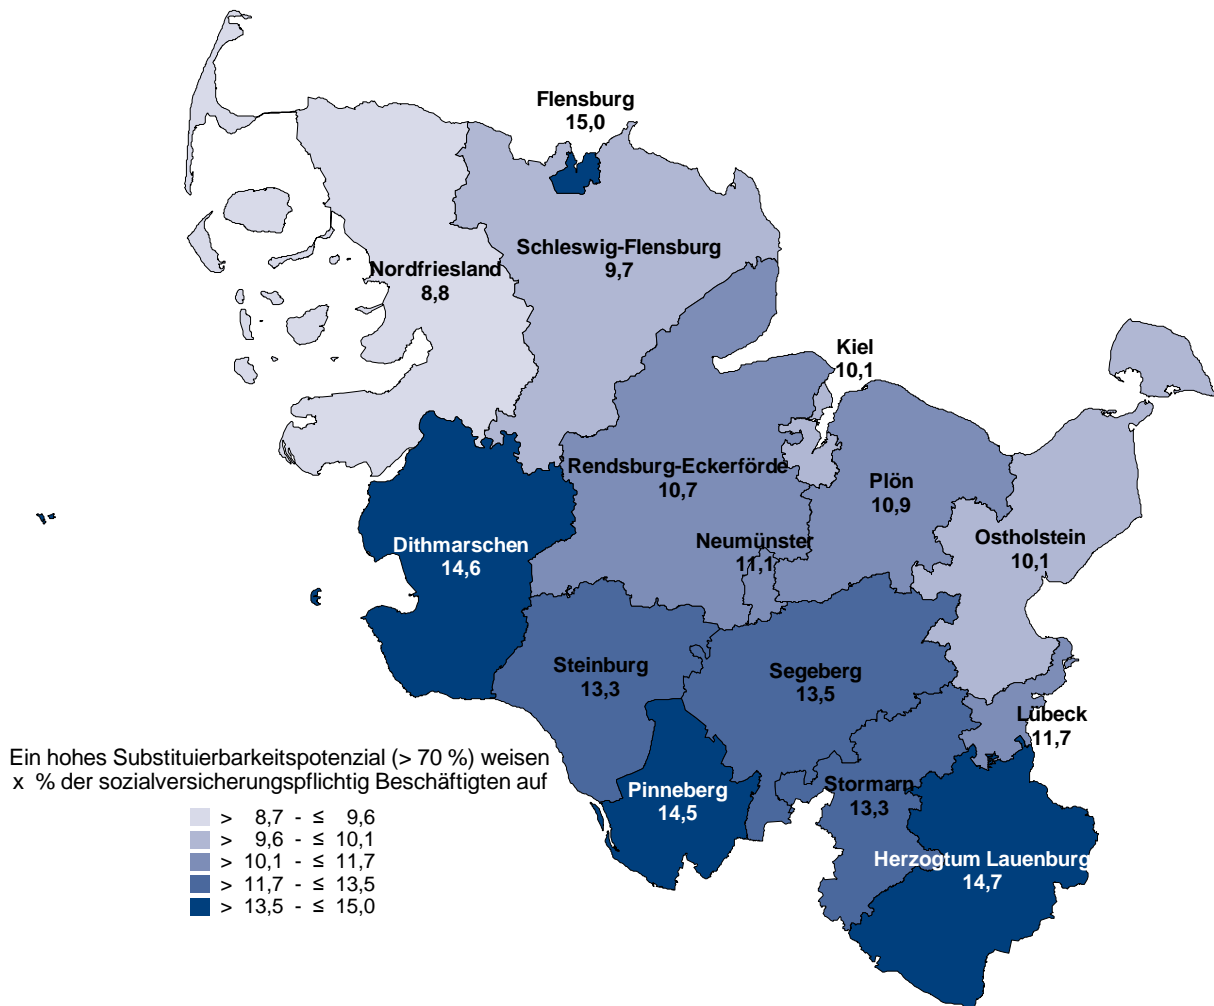 Flensburg
15,0
Schleswig-Flensburg
9,7
Nordfriesland
8,8
Kiel
10,1
Rendsburg-Eckerförde
10,7
Plön
10,9
Neumünster
11,1
Ostholstein
10,1
Dithmarschen
14,6
Steinburg
13,3
Segeberg
13,5
Lübeck
11,7
Pinneberg
14,5
Stormarn
13,3
Herzogtum Lauenburg
14,7
Ein hohes Substituierbarkeitspotenzial (> 70 %) weisen
x % der sozialversicherungspflichtig Beschäftigten auf
> 8,7 - ≤ 9,6
> 9,6 - ≤ 10,1
> 10,1 - ≤ 11,7
> 11,7 - ≤ 13,5
> 13,5 - ≤ 15,0